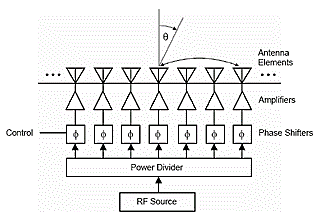 θ
Antenna
Elements
Amplifiers
Control
ϕ ϕ ϕ ϕ ϕ ϕ ϕ
Phase Shifters
Power Divider
RF Source